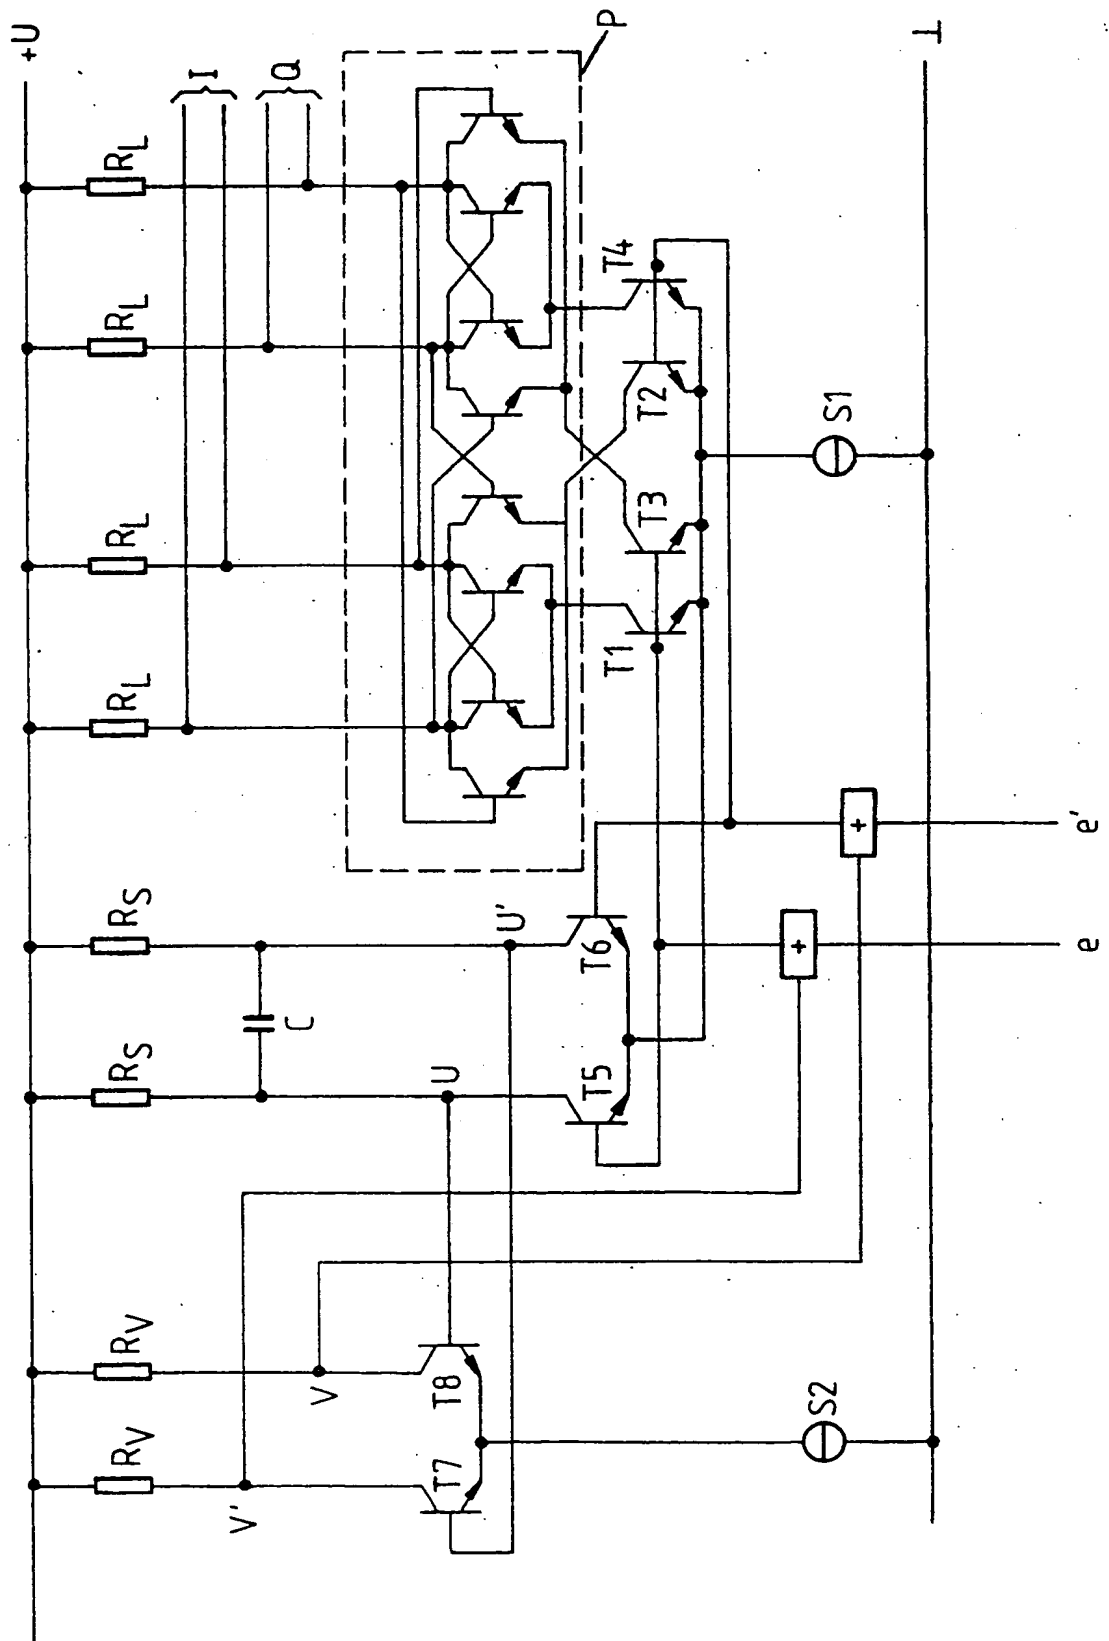 +U
I
Q
P
⊥
R_L
R_L
R_L
R_L
R_S
R_S
R_V
R_V
C
U'
U
V
V'
T4
T2
T3
T1
T6
T5
T8
T7
S1
S2
+
+
e'
e